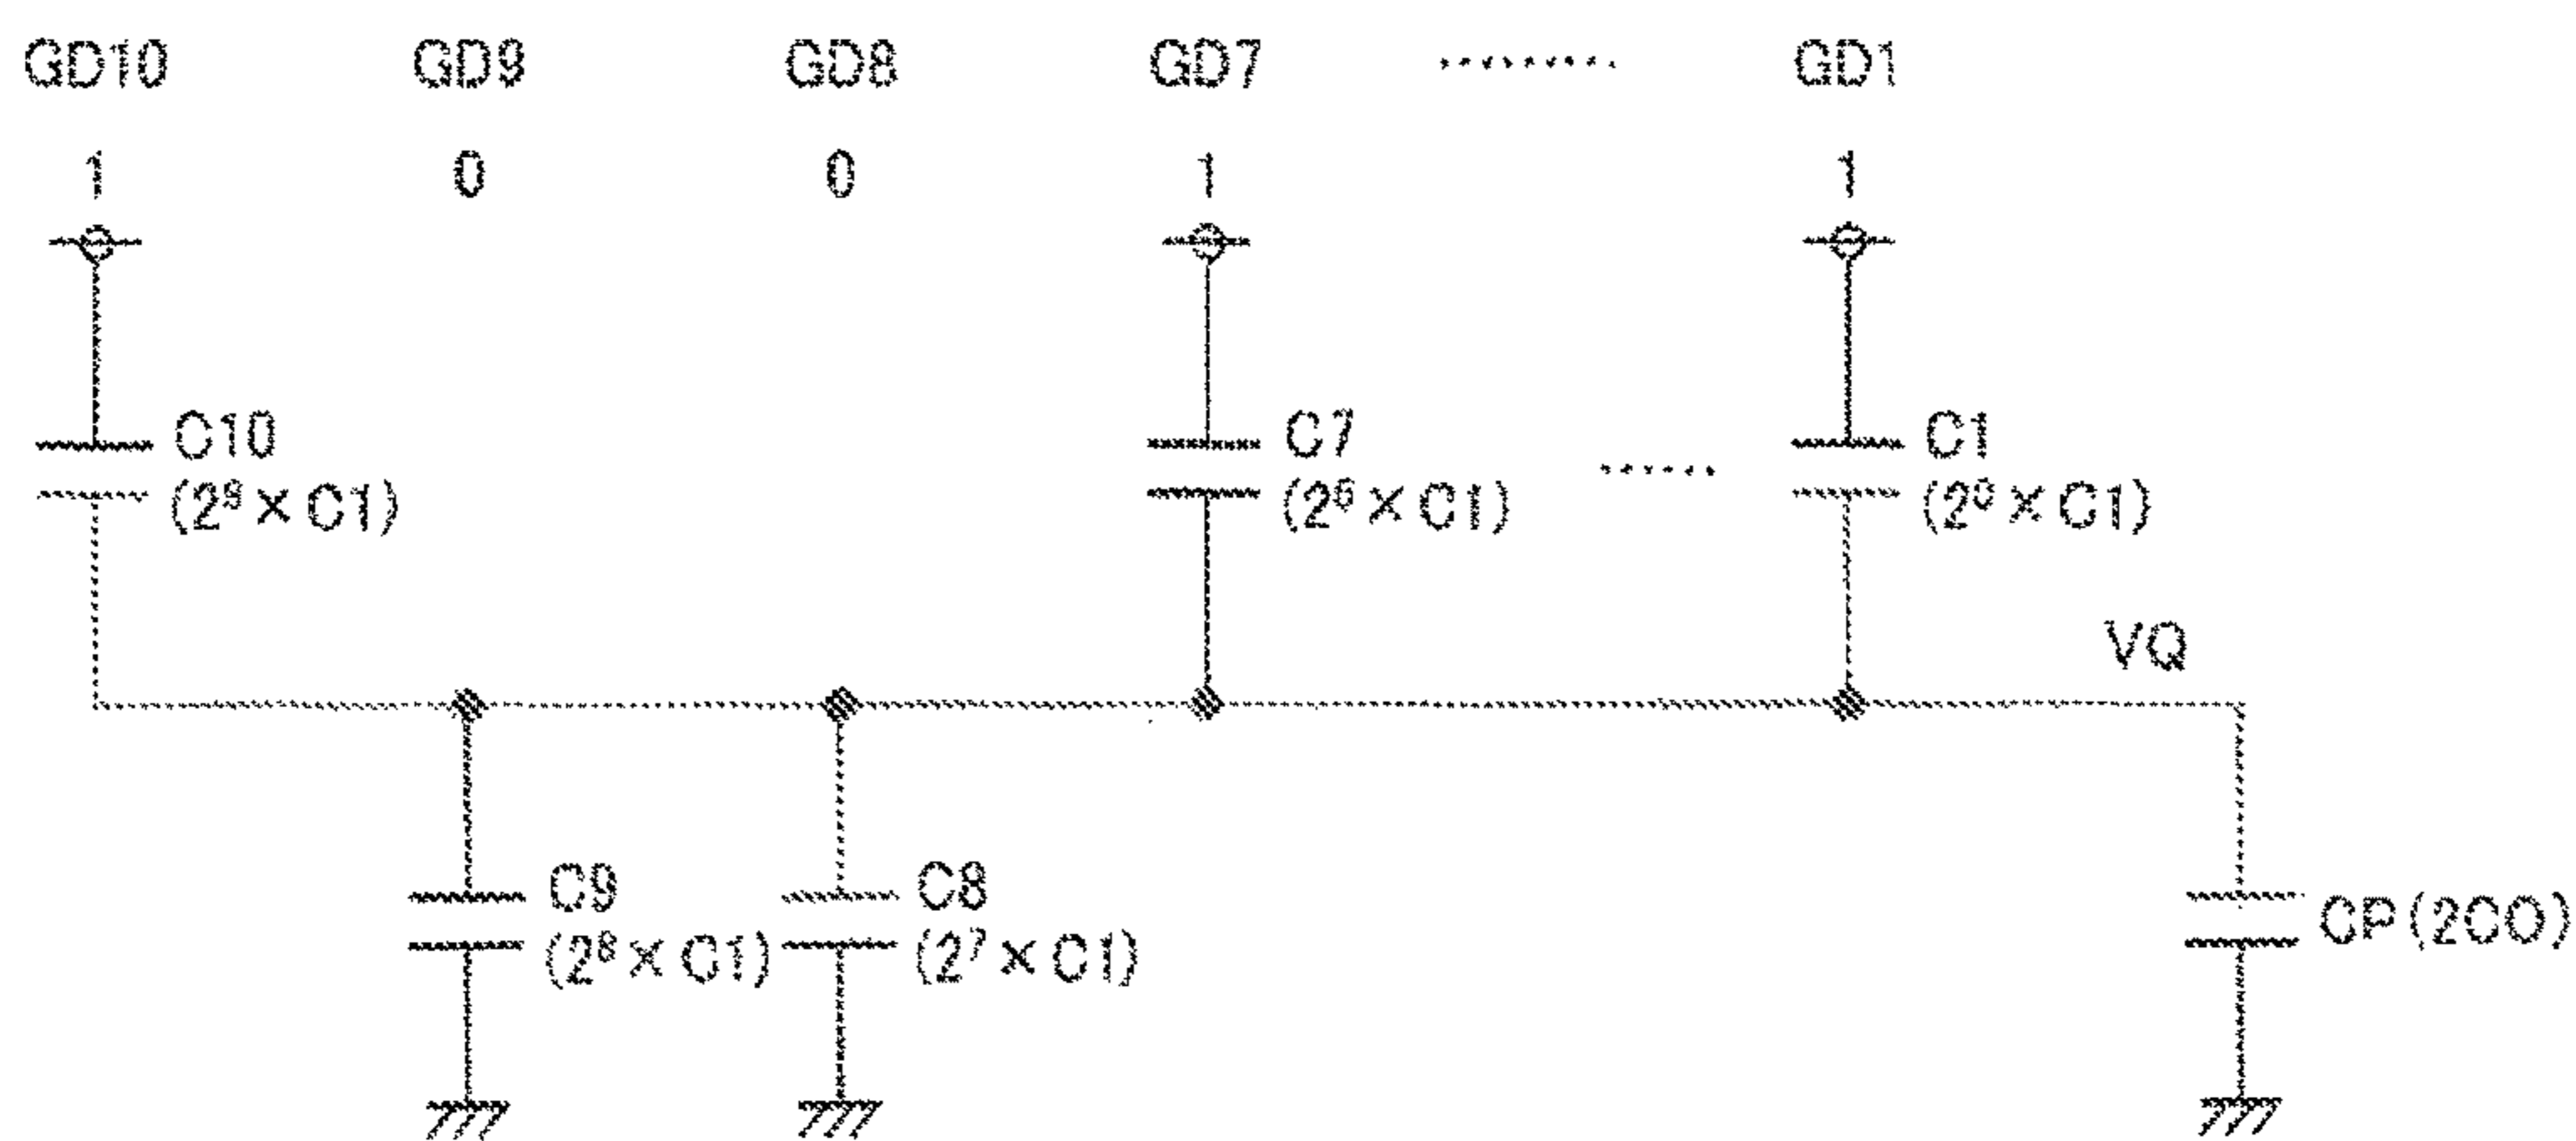 GD10 GD9 GD8 GD7 ········ GD1
1 0 0 1 1
C10 C7 ······ C1
(2⁹×C1) (2⁶×C1) (2⁰×C1)
VQ
C9 C8 CP(2CO)
(2⁸×C1) (2⁷×C1)